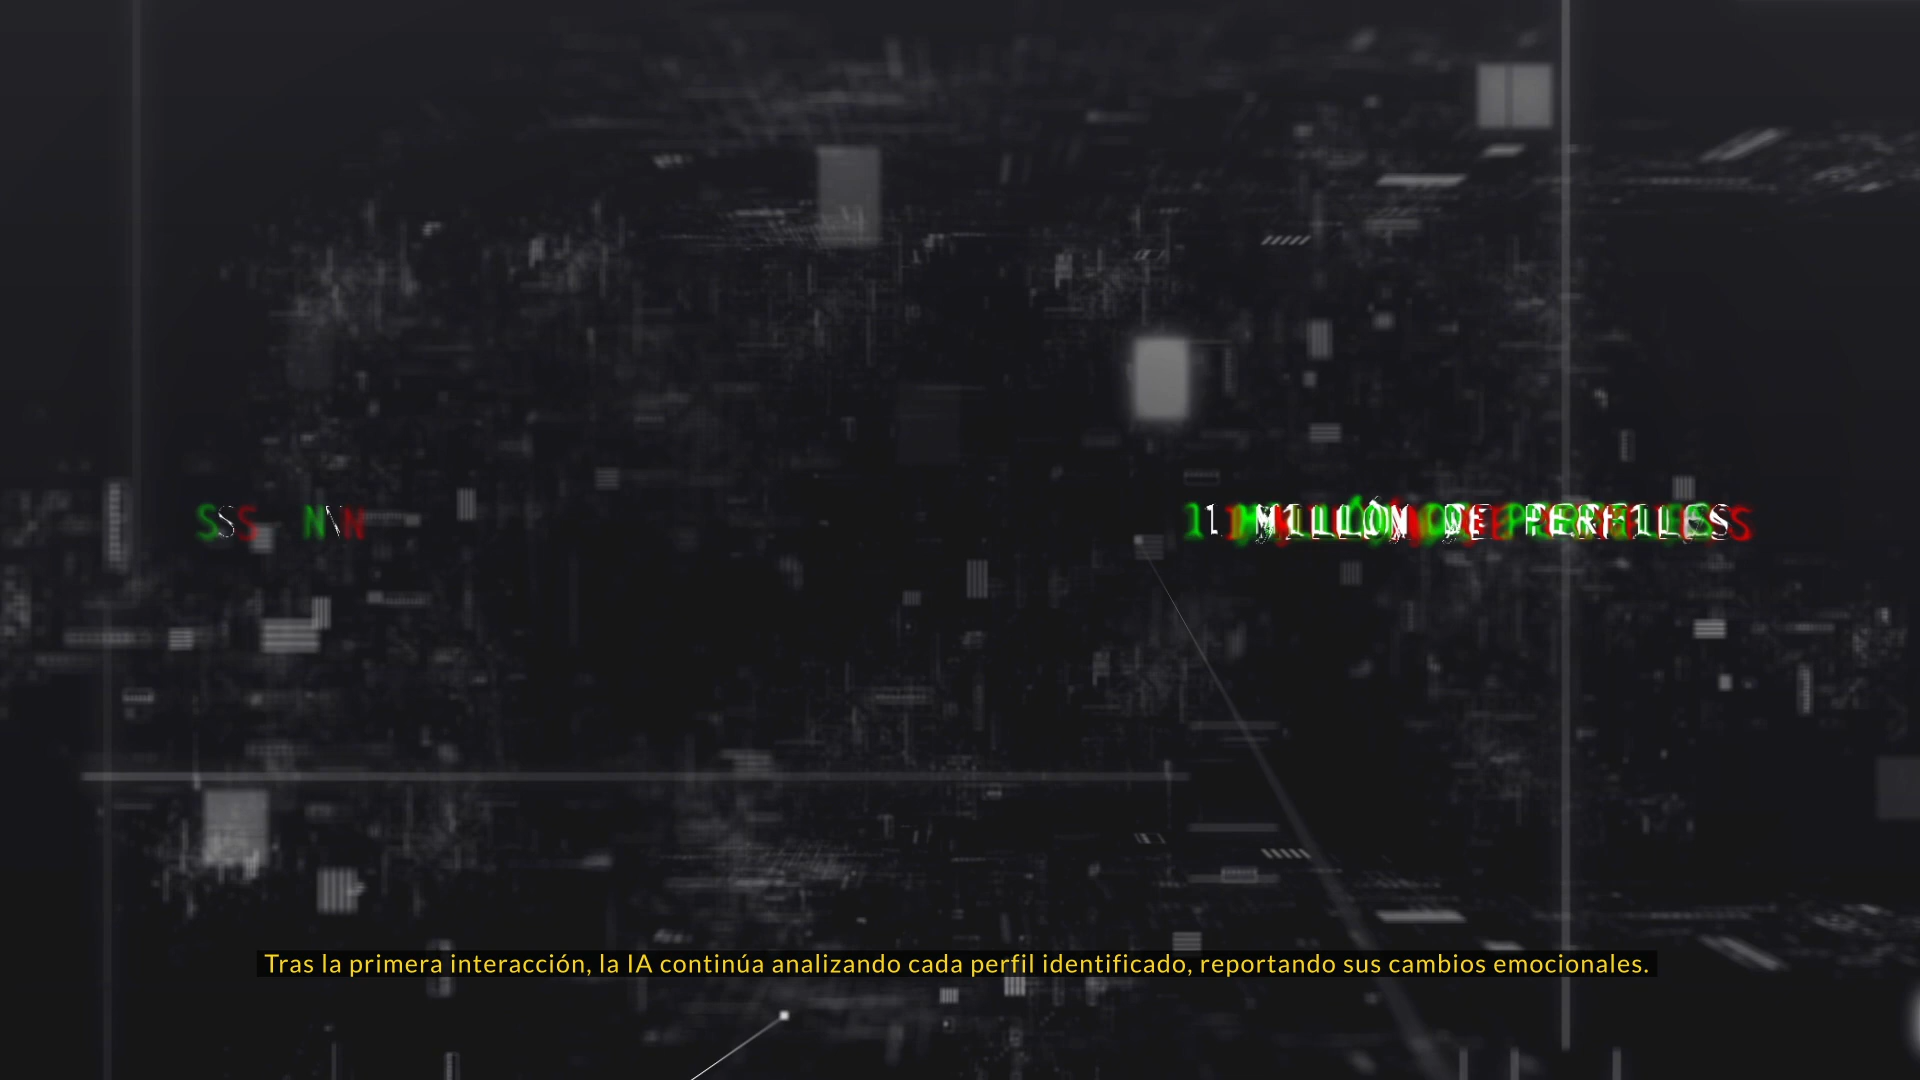 1 MILLÓN DE PERFILES
Tras la primera interacción, la IA continúa analizando cada perfil identificado, reportando sus cambios emocionales.